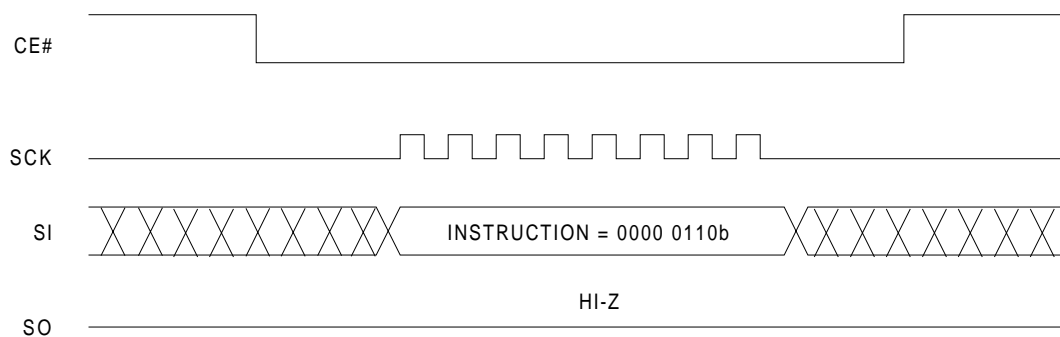 CE#
SCK
SI
INSTRUCTION = 0000 0110b
HI-Z
SO